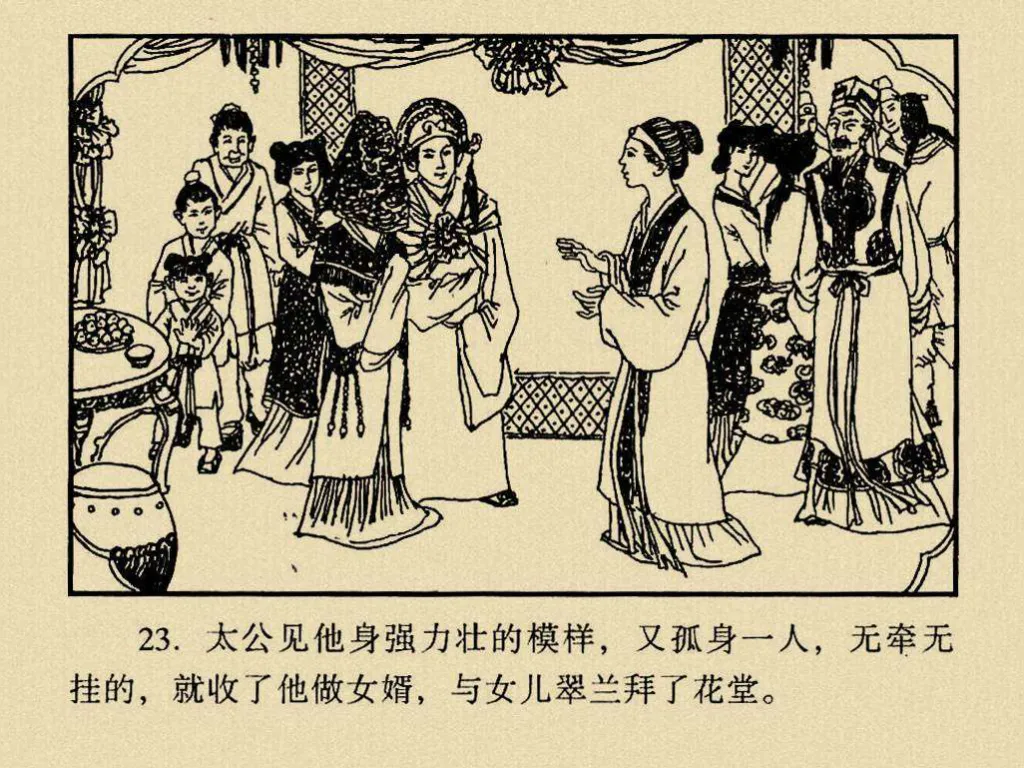 23. 太公见他身强力壮的模样，又孤身一人，无牵无
挂的，就收了他做女婿，与女儿翠兰拜了花堂。